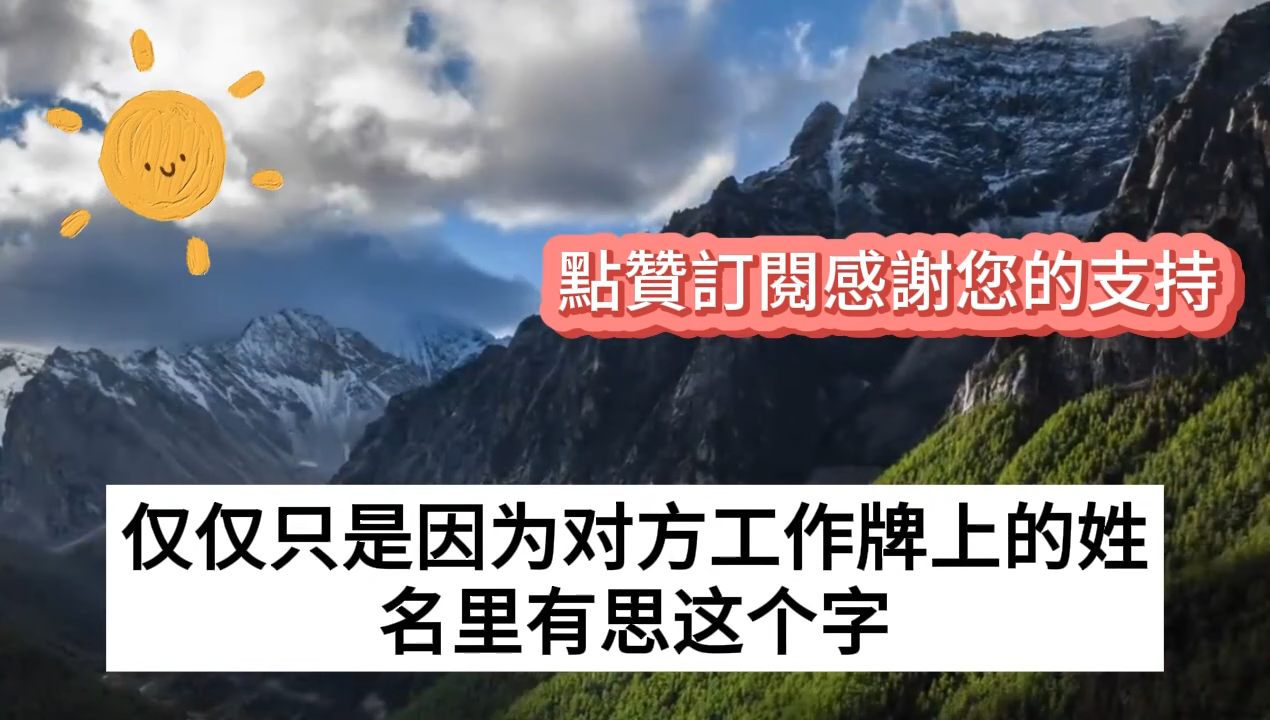 點贊訂閱感謝您的支持
仅仅只是因为对方工作牌上的姓
名里有思这个字